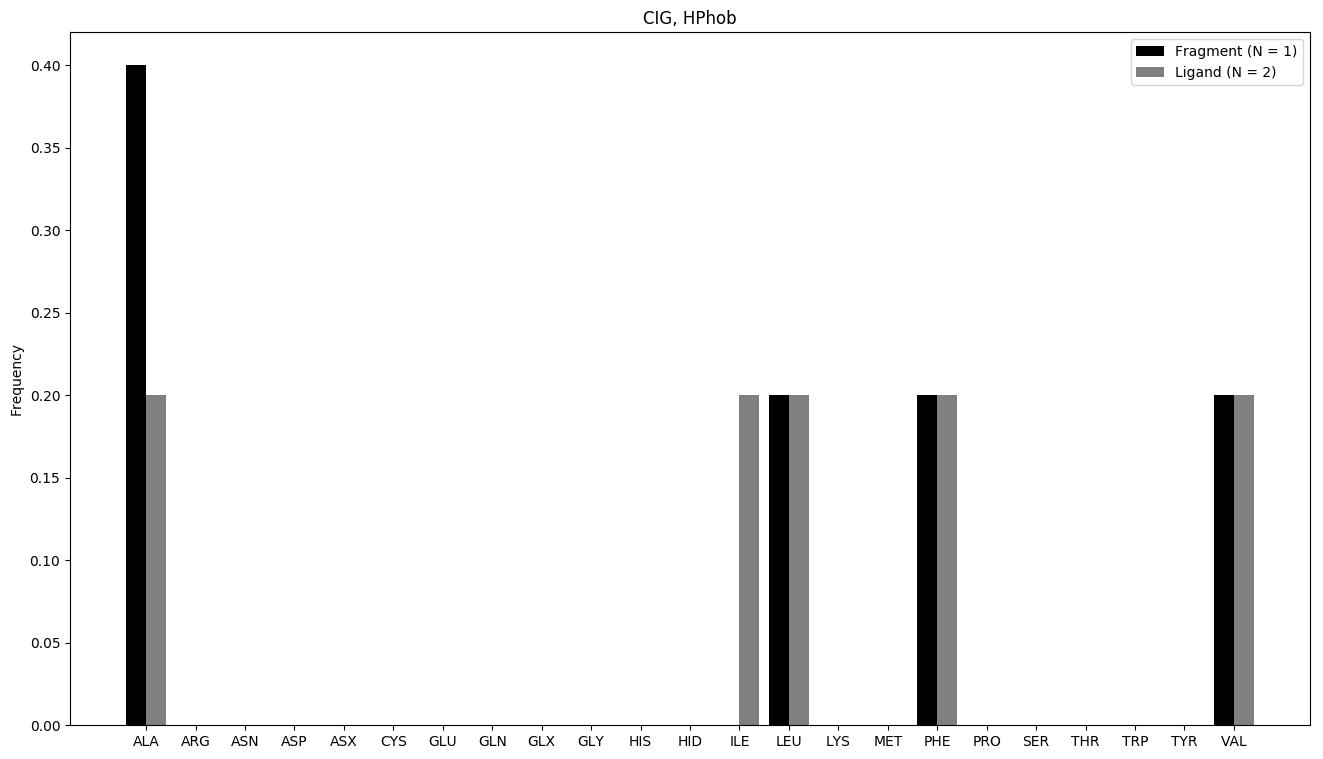 CIG, HPhob
Fragment (N = 1)
Ligand (N = 2)
Frequency
0.40
0.35
0.30
0.25
0.20
0.15
0.10
0.05
0.00
ALA ARG ASN ASP ASX CYS GLU GLN GLX GLY HIS HID ILE LEU LYS MET PHE PRO SER THR TRP TYR VAL